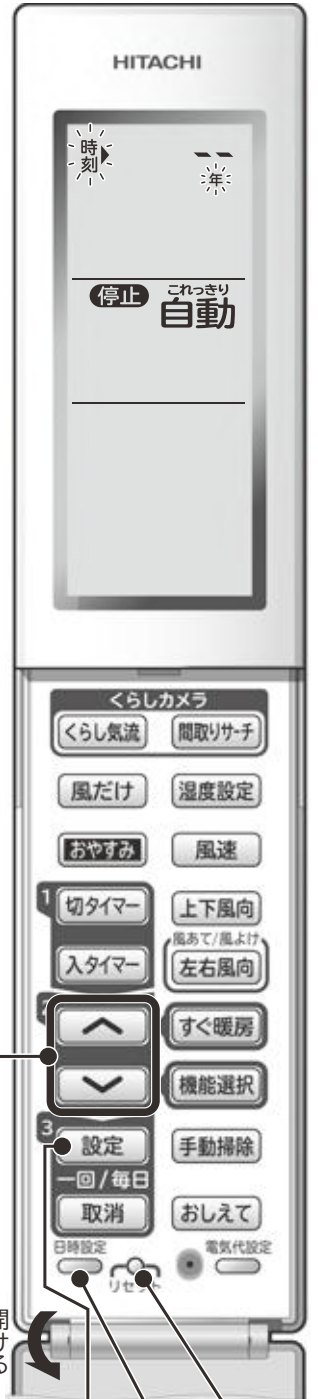 HITACHI
時刻
年
停止 これっきり 自動
くらしカメラ
くらし気流 間取りサーチ
風だけ 湿度設定
おやすみ 風速
1 切タイマー 上下風向
風あて/風よけ
入タイマー 左右風向
2 すぐ暖房
機能選択
3 設定 手動掃除
一回/毎日
取消 おしえて
日時設定 リセット 電気代設定
開け
る